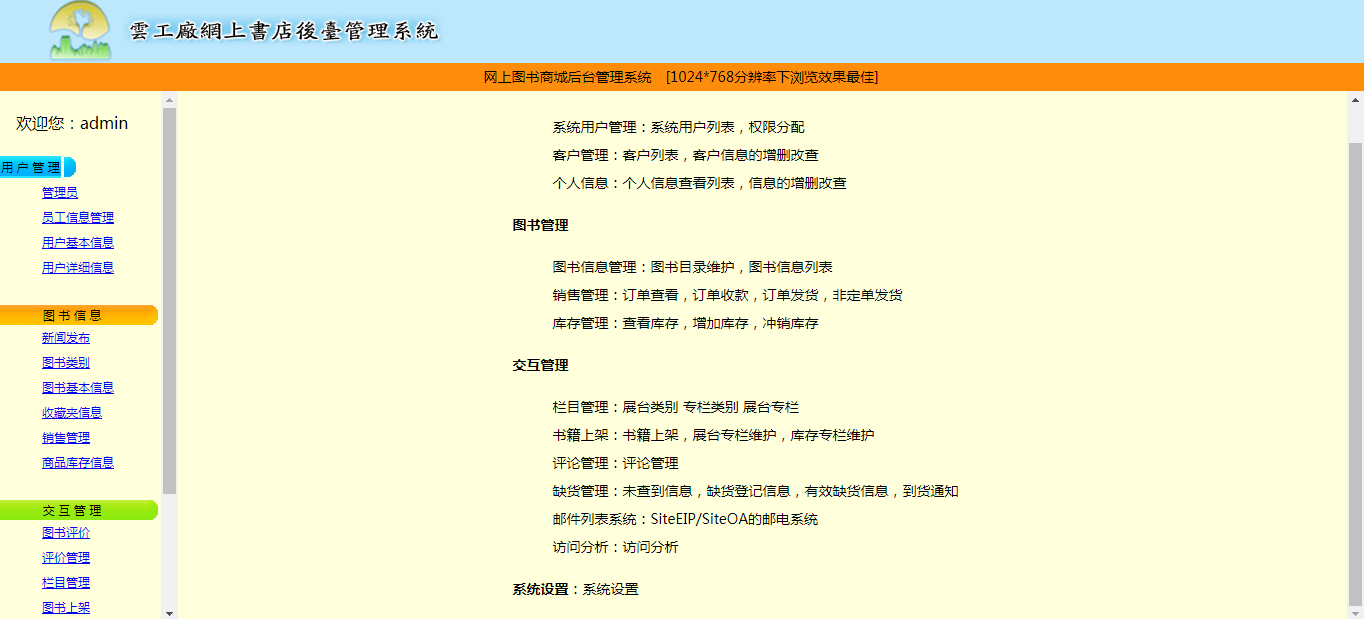 雲工廠網上書店後臺管理系統
网上图书商城后台管理系统 [1024*768分辨率下浏览效果最佳]
欢迎您：admin
用户管理
管理员
员工信息管理
用户基本信息
用户详细信息
图书信息
新闻发布
图书类别
图书基本信息
收藏夹信息
销售管理
商品库存信息
交互管理
图书评价
评价管理
栏目管理
图书上架
系统用户管理：系统用户列表，权限分配
客户管理：客户列表，客户信息的增删改查
个人信息：个人信息查看列表，信息的增删改查
图书管理
图书信息管理：图书目录维护，图书信息列表
销售管理：订单查看，订单收款，订单发货，非定单发货
库存管理：查看库存，增加库存，冲销库存
交互管理
栏目管理：展台类别 专栏类别 展台专栏
书籍上架：书籍上架，展台专栏维护，库存专栏维护
评论管理：评论管理
缺货管理：未查到信息，缺货登记信息，有效缺货信息，到货通知
邮件列表系统：SiteEIP/SiteOA的邮电系统
访问分析：访问分析
系统设置：系统设置